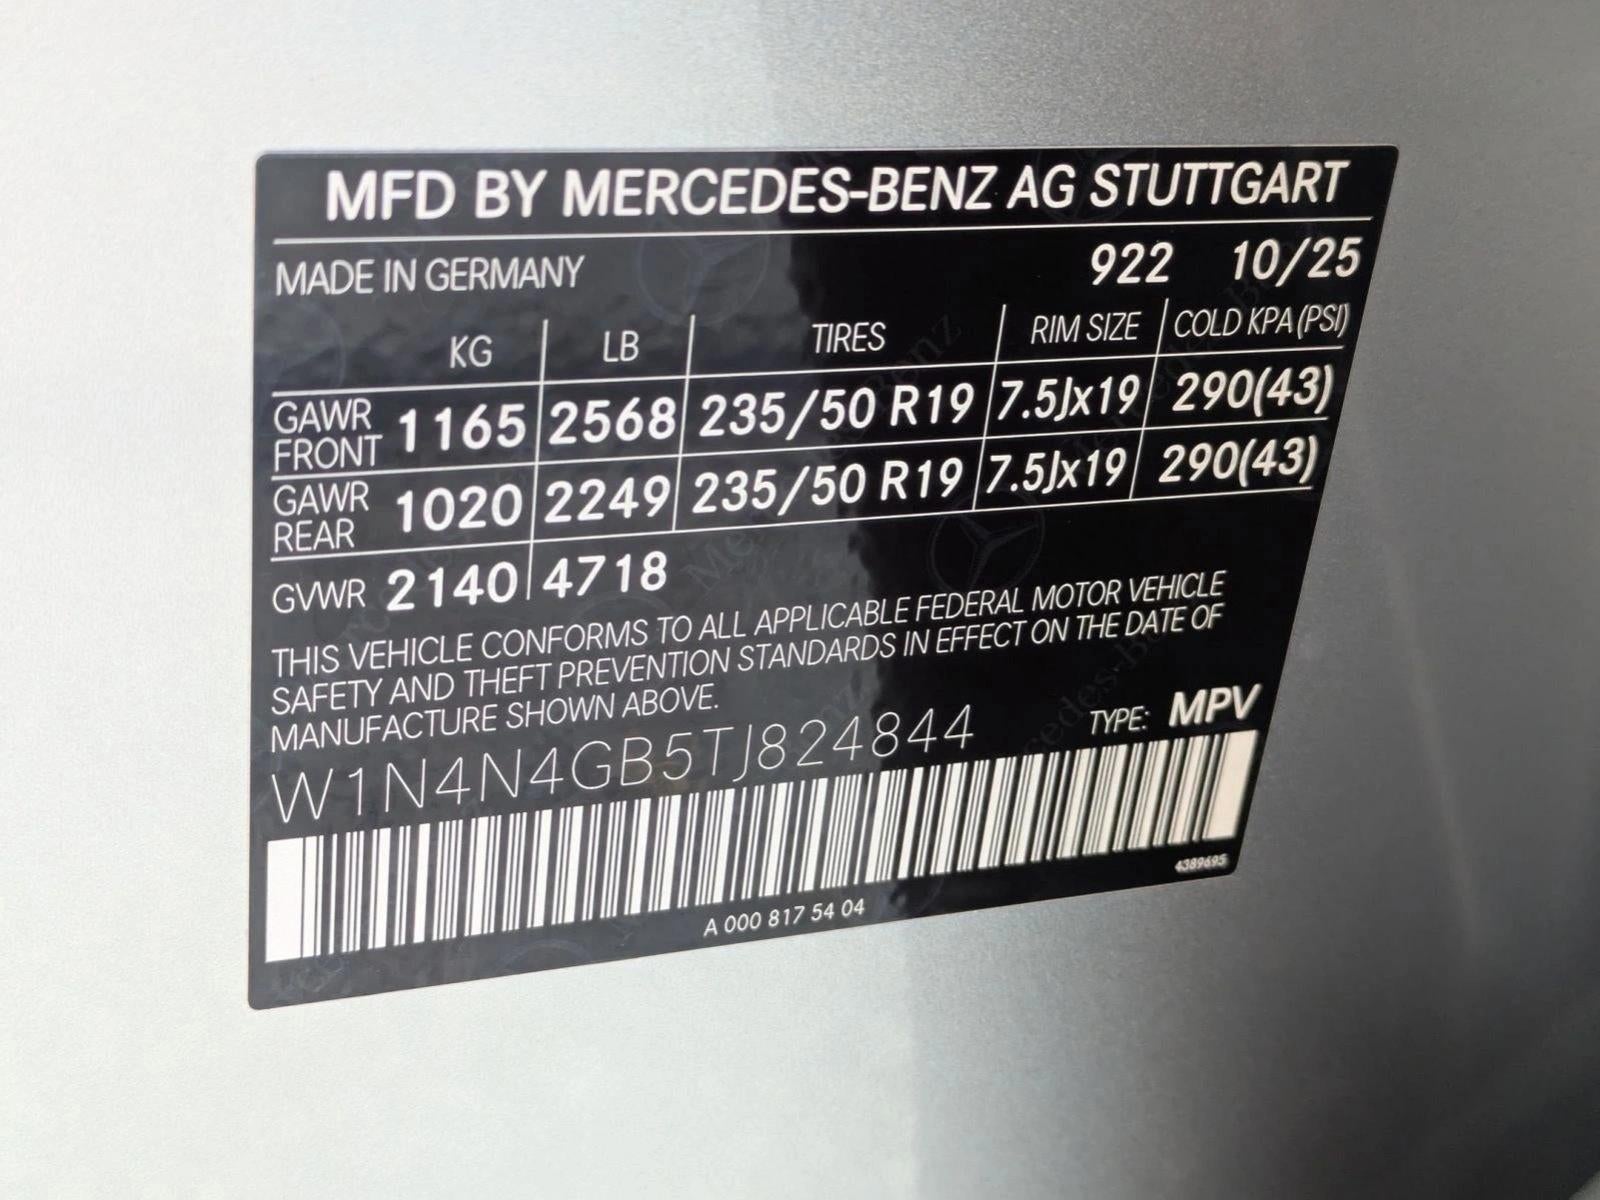 MFD BY MERCEDES-BENZ AG STUTTGART
MADE IN GERMANY 922 10/25
KG LB TIRES RIM SIZE COLD KPA (PSI)
GAWR FRONT 1165 2568 235/50 R19 7.5Jx19 290(43)
GAWR REAR 1020 2249 235/50 R19 7.5Jx19 290(43)
GVWR 2140 4718
THIS VEHICLE CONFORMS TO ALL APPLICABLE FEDERAL MOTOR VEHICLE
SAFETY AND THEFT PREVENTION STANDARDS IN EFFECT ON THE DATE OF
MANUFACTURE SHOWN ABOVE.
W1N4N4GB5TJ824844 TYPE: MPV
4389695
A 000 817 54 04